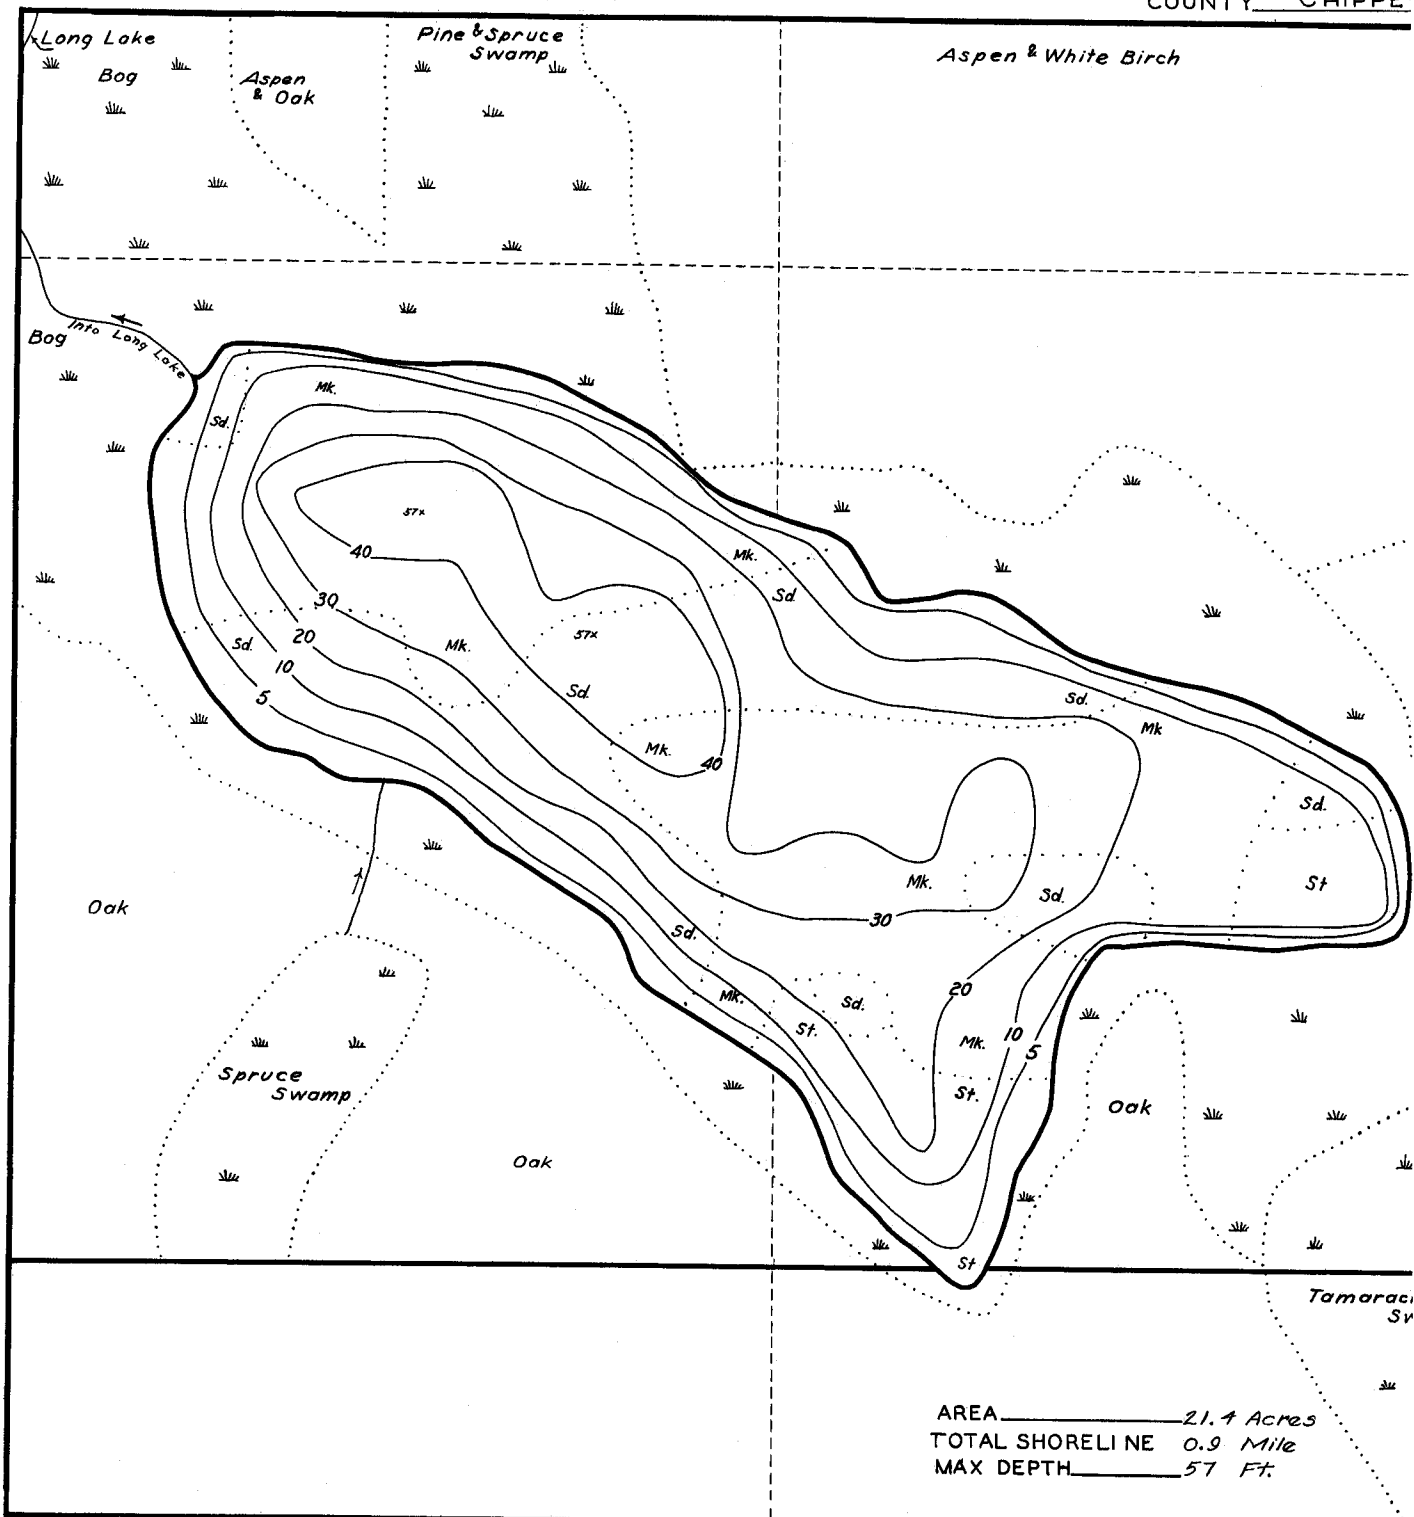 COUNTY CHIPPE
Long Lake
Bog
Aspen
& Oak
Pine & Spruce
Swamp
Aspen & White Birch
Bog
Into Long Lake
Mk.
Sd.
57x
40
Mk.
Sd.
30
57x
20
Sd.
Mk.
10
5
Sd.
Sd.
Mk
Mk.
40
Sd.
St
Mk.
Sd.
Oak
30
Sd.
20
Mk.
Sd.
St.
10
Mk.
5
Spruce
Swamp
St.
Oak
Oak
St
Tamarac
Sw
AREA 21.4 Acres
TOTAL SHORELINE 0.9 Mile
MAX DEPTH 57 Ft.